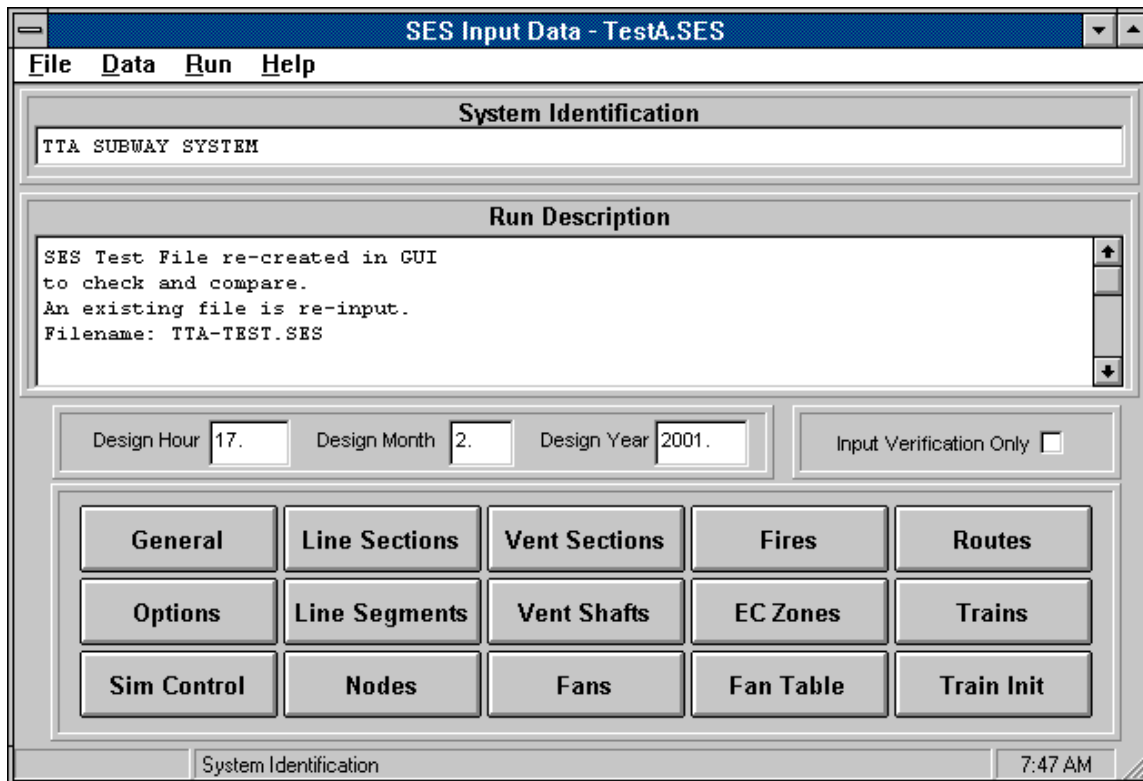 SES Input Data - TestA.SES
File Data Run Help
System Identification
TTA SUBWAY SYSTEM
Run Description
SES Test File re-created in GUI
to check and compare.
An existing file is re-input.
Filename: TTA-TEST.SES
Design Hour 17. Design Month 2. Design Year 2001. Input Verification Only
General Line Sections Vent Sections Fires Routes
Options Line Segments Vent Shafts EC Zones Trains
Sim Control Nodes Fans Fan Table Train Init
System Identification 7:47 AM